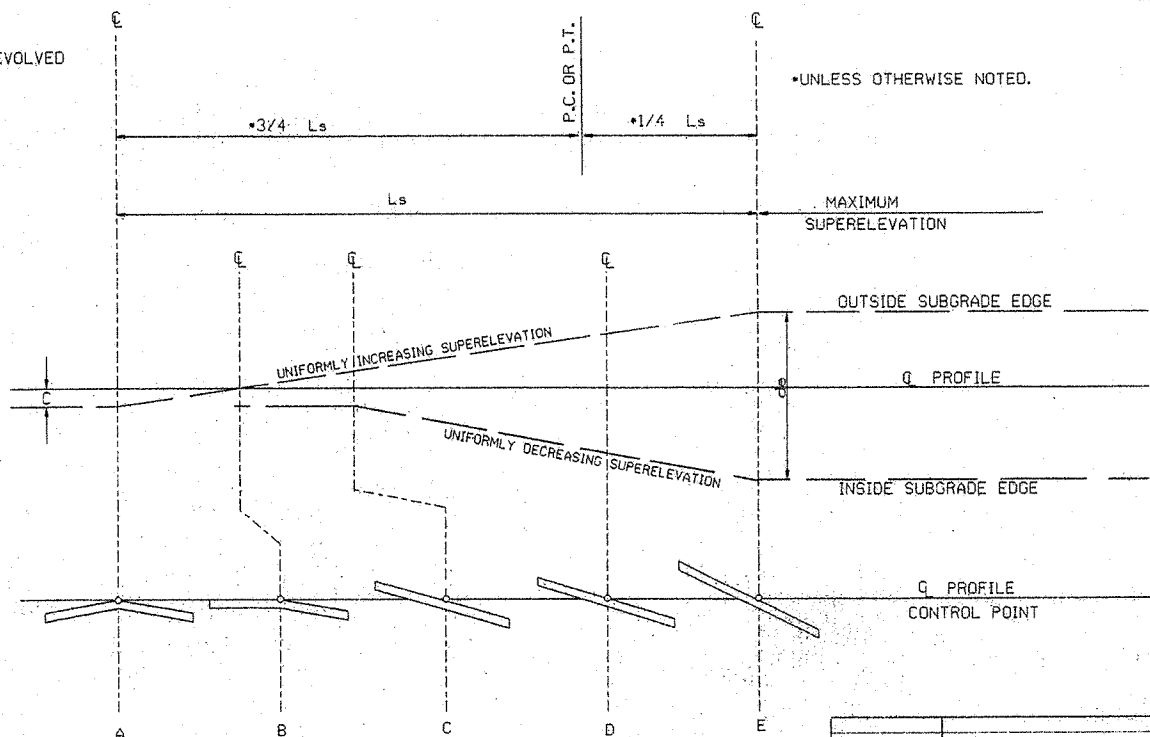 ℄
℄
EVOLVED
P.C. OR P.T.
*UNLESS OTHERWISE NOTED.
*3/4 Ls
*1/4 Ls
Ls
MAXIMUM
SUPERELEVATION
℄
℄
℄
OUTSIDE SUBGRADE EDGE
UNIFORMLY INCREASING SUPERELEVATION
℄ PROFILE
C
UNIFORMLY DECREASING SUPERELEVATION
INSIDE SUBGRADE EDGE
℄ PROFILE
CONTROL POINT
A
B
C
D
E